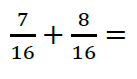 7/16 + 8/16 =